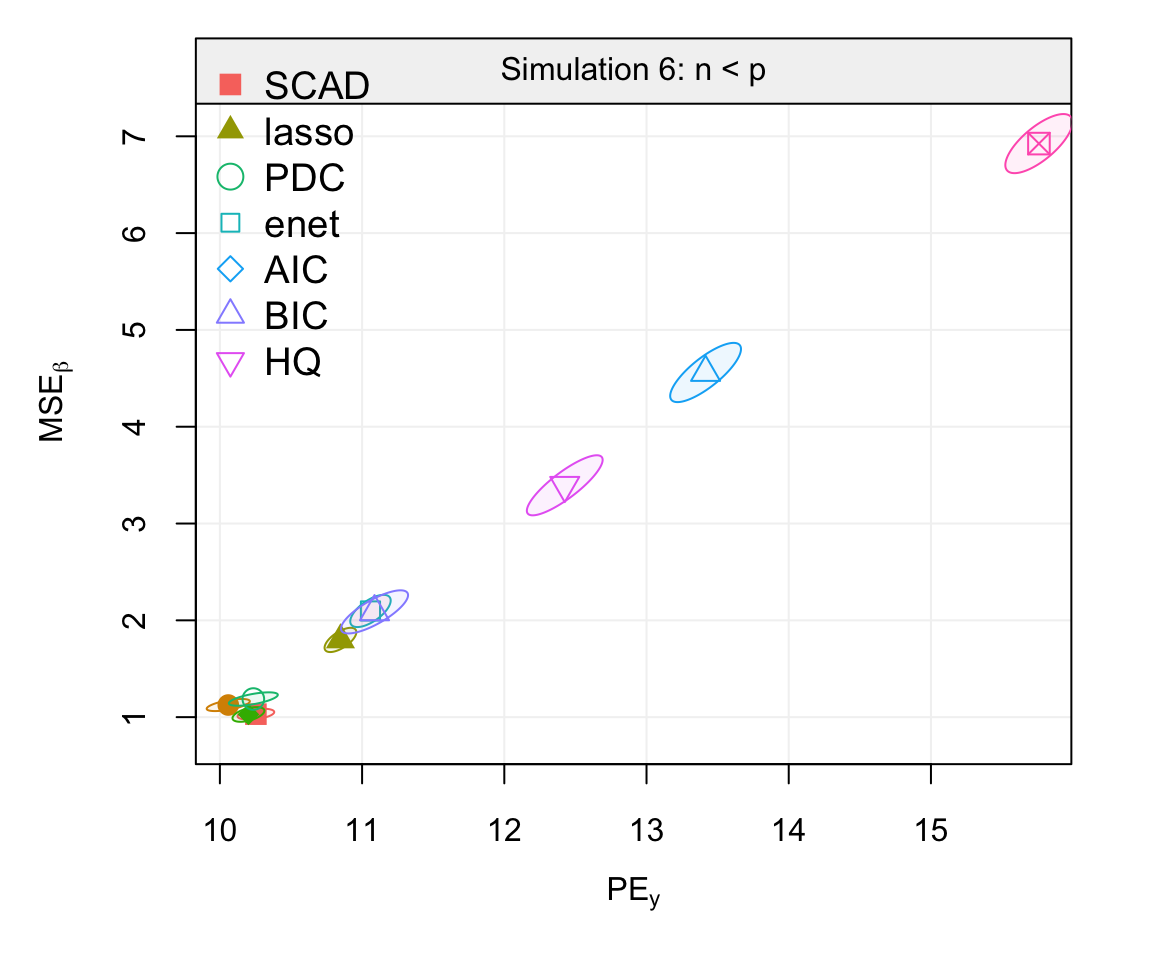 Simulation 6: n < p
SCAD
lasso
PDC
enet
AIC
BIC
HQ
7
6
5
4
3
2
1
MSEβ
10 11 12 13 14 15
PEy